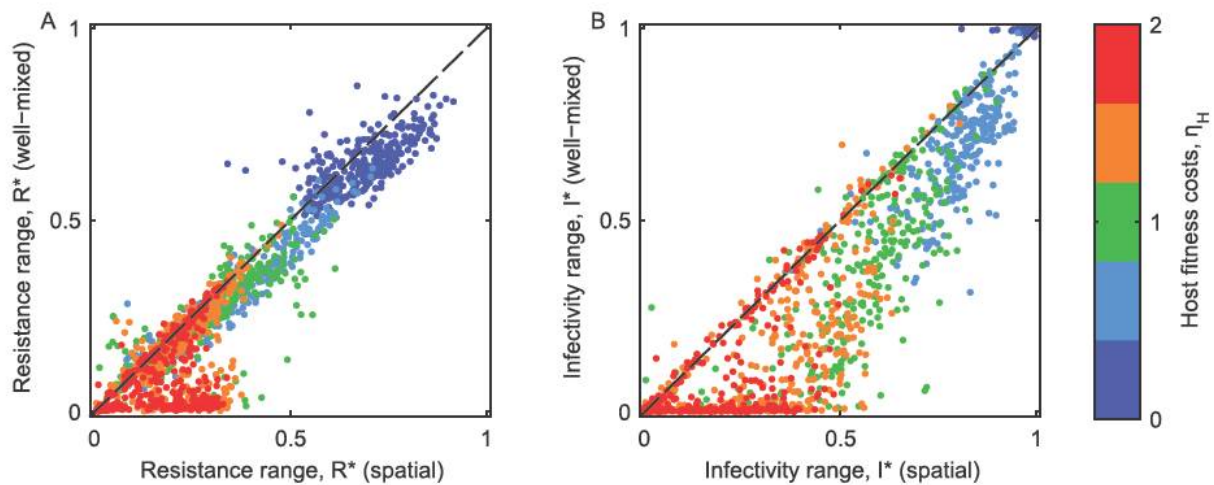 A
Resistance range, R* (well−mixed)
1
0.5
0
0
0.5
1
Resistance range, R* (spatial)
B
Infectivity range, I* (well−mixed)
1
0.5
0
0
0.5
1
Infectivity range, I* (spatial)
2
1
0
Host fitness costs, η_H